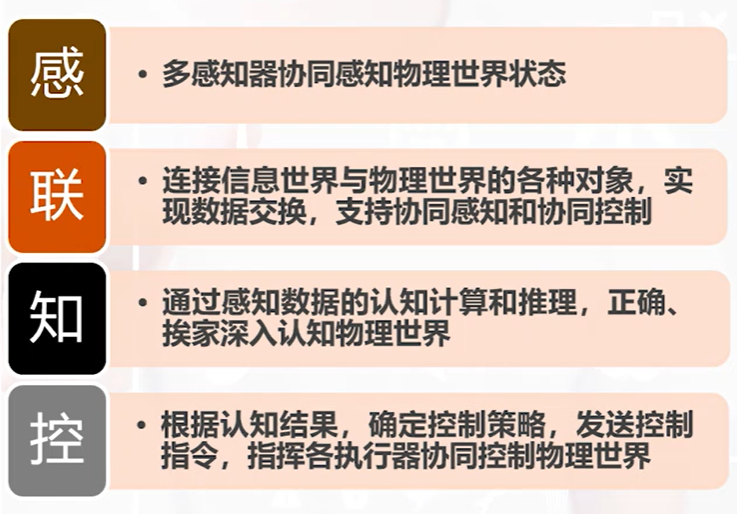 感
• 多感知器协同感知物理世界状态
联
• 连接信息世界与物理世界的各种对象，实
现数据交换，支持协同感知和协同控制
知
• 通过感知数据的认知计算和推理，正确、
挨家深入认知物理世界
控
• 根据认知结果，确定控制策略，发送控制
指令，指挥各执行器协同控制物理世界